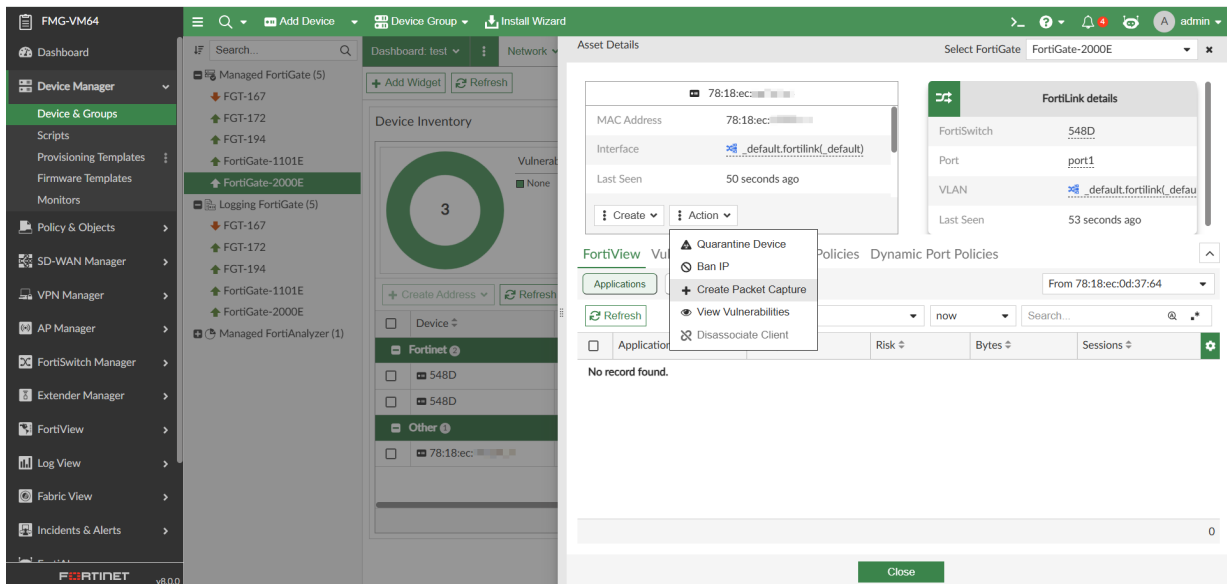 FMG-VM64
Add Device
Device Group
Install Wizard
4
A
admin
Dashboard
Device Manager
Device & Groups
Scripts
Provisioning Templates
Firmware Templates
Monitors
Policy & Objects
SD-WAN Manager
VPN Manager
AP Manager
FortiSwitch Manager
Extender Manager
FortiView
Log View
Fabric View
Incidents & Alerts
FORTINET
v8.0.0
Search...
Managed FortiGate (5)
FGT-167
FGT-172
FGT-194
FortiGate-1101E
FortiGate-2000E
Logging FortiGate (5)
FGT-167
FGT-172
FGT-194
FortiGate-1101E
FortiGate-2000E
Managed FortiAnalyzer (1)
Dashboard: test
Network
Add Widget
Refresh
Device Inventory
3
Vulnerab
None
Create Address
Refresh
Device
Fortinet 2
548D
548D
Other 1
78:18:ec:
Asset Details
Select FortiGate
FortiGate-2000E
78:18:ec:
MAC Address
78:18:ec:
Interface
_default.fortilink(_default)
Last Seen
50 seconds ago
Create
Action
FortiLink details
FortiSwitch
548D
Port
port1
VLAN
_default.fortilink(_defau
Last Seen
53 seconds ago
Quarantine Device
Ban IP
Create Packet Capture
View Vulnerabilities
Disassociate Client
FortiView
Vul
Policies
Dynamic Port Policies
Applications
From 78:18:ec:0d:37:64
Refresh
now
Search...
Application
Risk
Bytes
Sessions
No record found.
0
Close